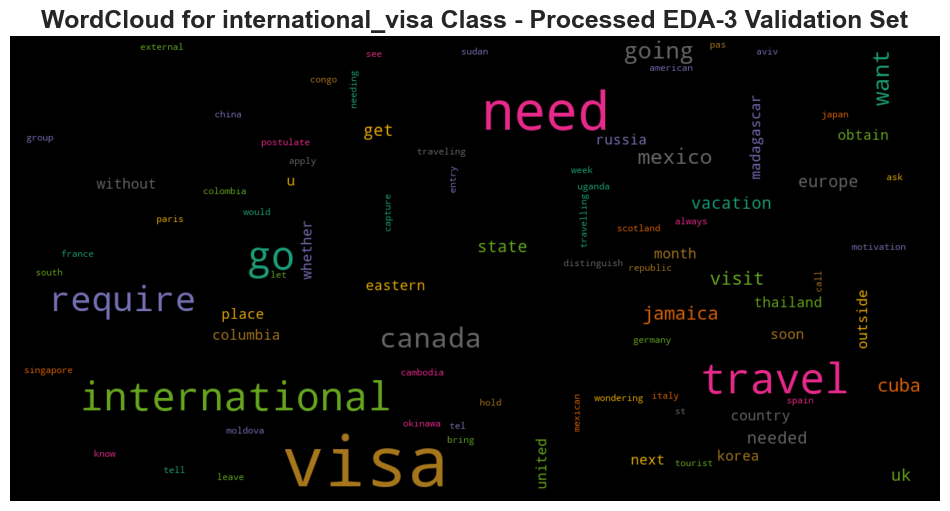 WordCloud for international_visa Class - Processed EDA-3 Validation Set
external
see
sudan
going
pas
aviv
american
want
congo
needing
need
china
get
russia
madagascar
japan
obtain
group
postulate
apply
traveling
mexico
without
u
entry
week
uganda
europe
ask
colombia
capture
travelling
vacation
paris
would
scotland
always
france
go
whether
state
distinguish
month
republic
motivation
south
let
eastern
visit
call
require
place
thailand
outside
columbia
canada
jamaica
germany
soon
singapore
cambodia
travel
cuba
international
hold
mexican
wondering
italy
spain
st
country
moldova
okinawa
tel
bring
needed
know
visa
united
next
tourist
korea
tell
leave
uk